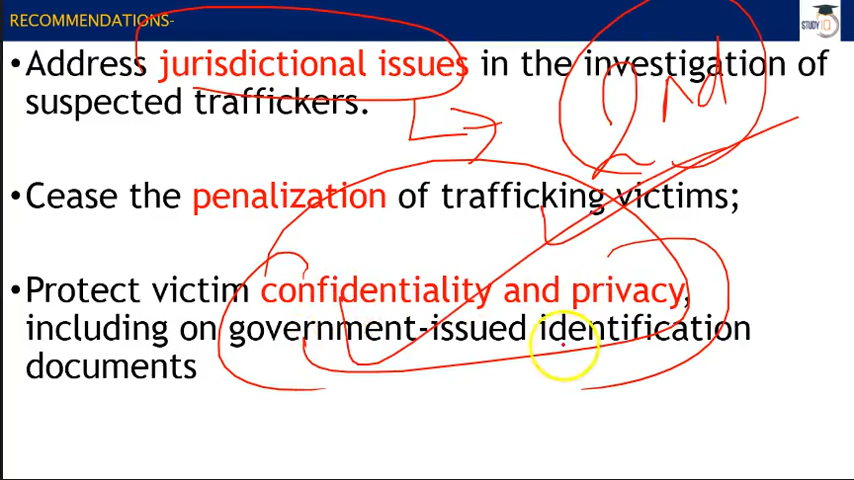 RECOMMENDATIONS-
STUDY IQ
•Address jurisdictional issues in the investigation of
suspected traffickers.
2nd
•Cease the penalization of trafficking victims;
•Protect victim confidentiality and privacy,
including on government-issued identification
documents